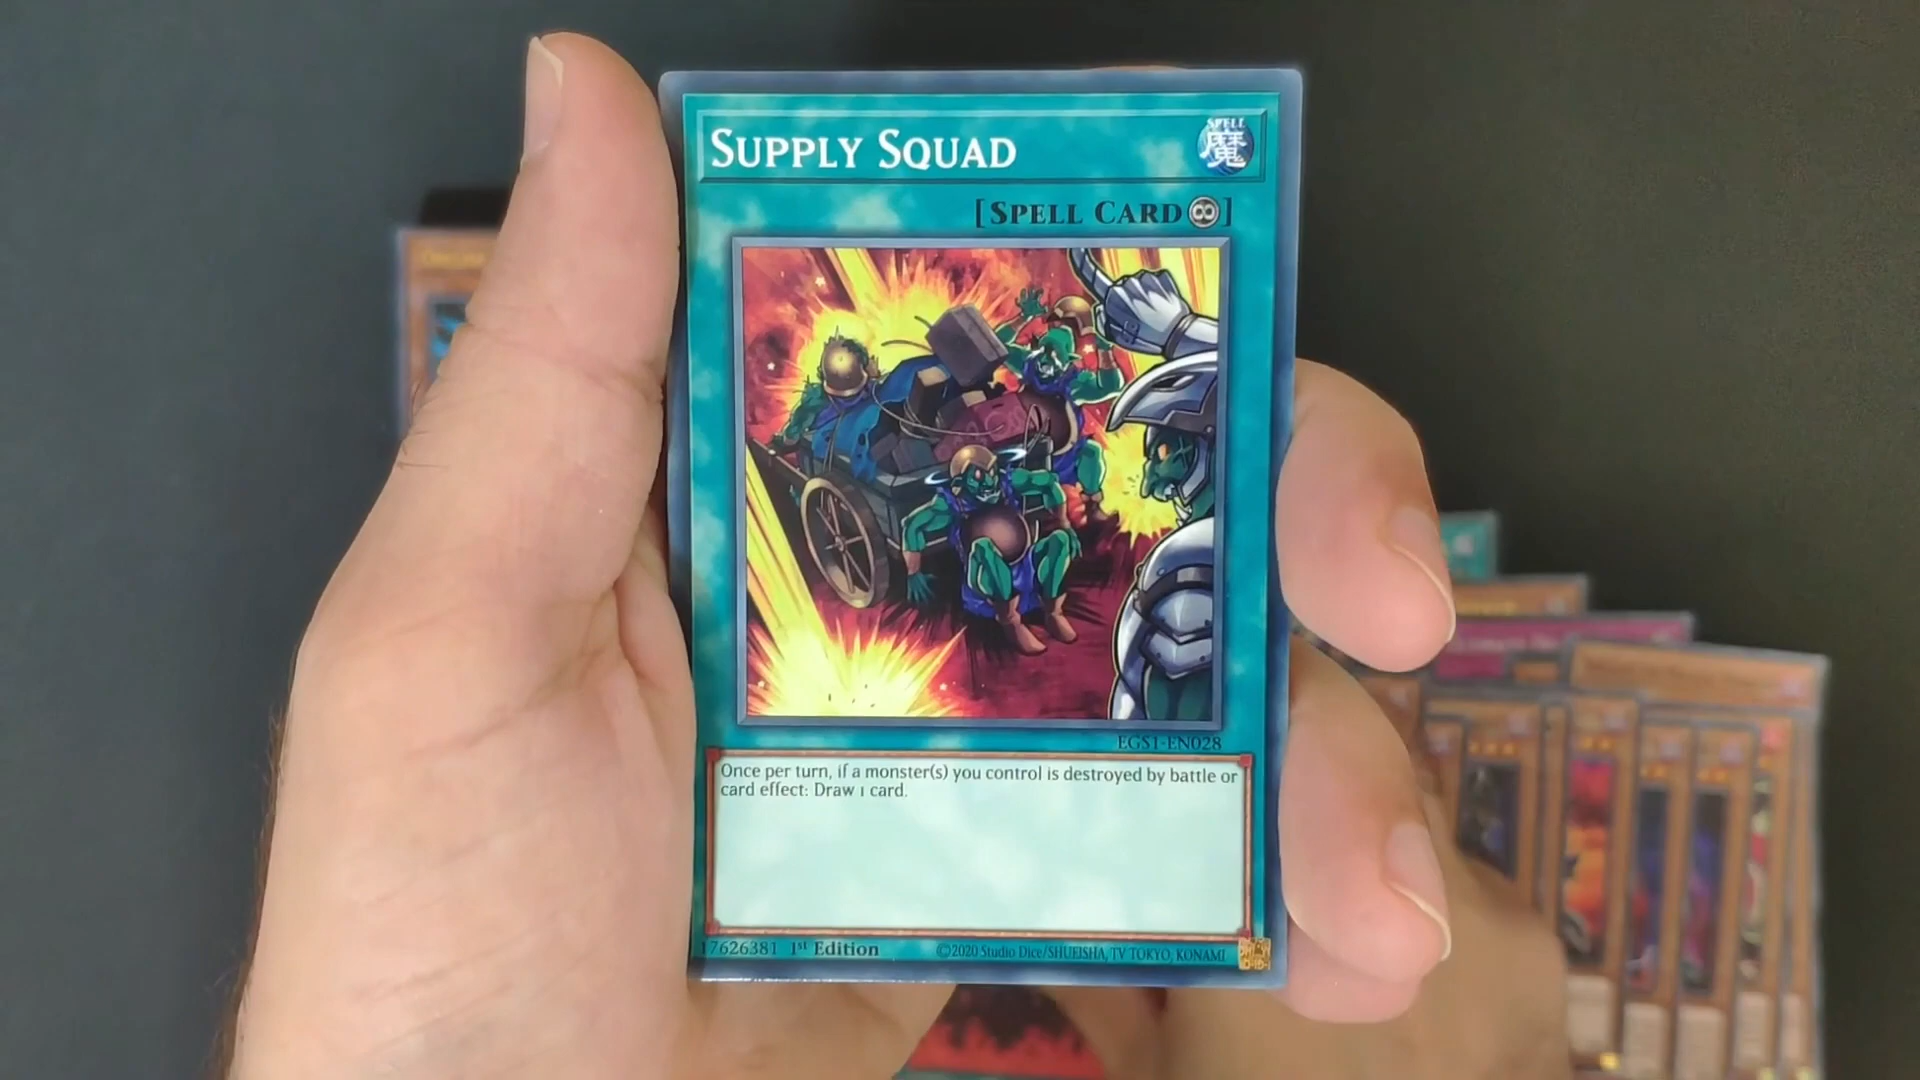 SUPPLY SQUAD
SPELL
魔
[SPELL CARD♾]
EGS1-EN028
Once per turn, if a monster(s) you control is destroyed by battle or
card effect: Draw 1 card.
17626381 1st Edition
©2020 Studio Dice/SHUEISHA, TV TOKYO, KONAMI